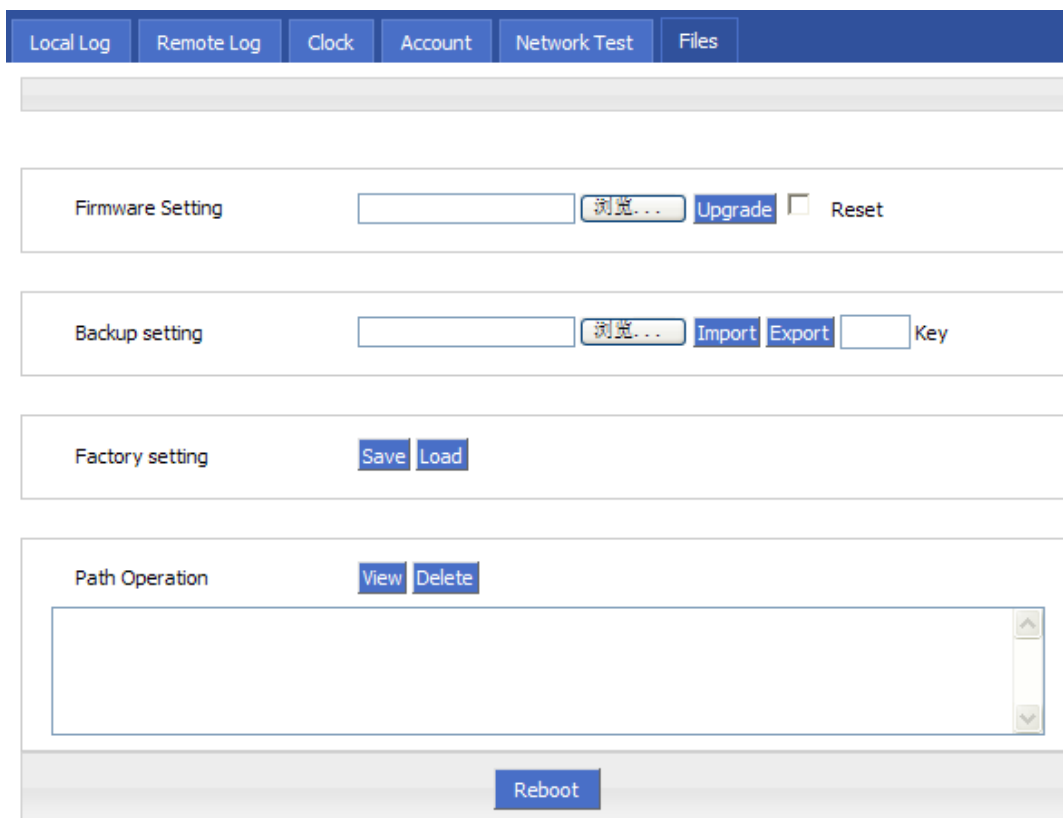 Local Log Remote Log Clock Account Network Test Files
Firmware Setting 浏览... Upgrade Reset
Backup setting 浏览... Import Export Key
Factory setting Save Load
Path Operation View Delete
Reboot